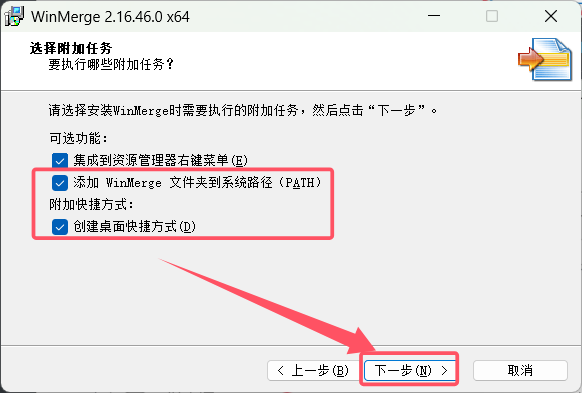 WinMerge 2.16.46.0 x64
选择附加任务
要执行哪些附加任务？
请选择安装WinMerge时需要执行的附加任务，然后点击“下一步”。
可选功能：
集成到资源管理器右键菜单(E)
添加 WinMerge 文件夹到系统路径（PATH）
附加快捷方式：
创建桌面快捷方式(D)
< 上一步(B) 下一步(N) > 取消